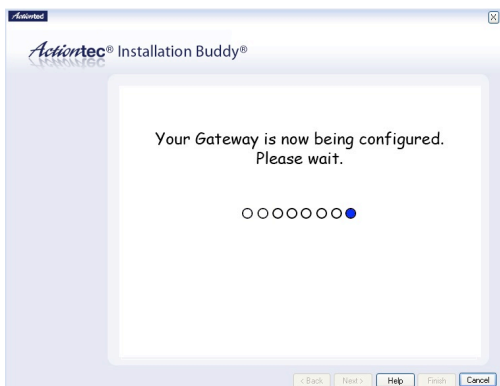 Actiontec
Actiontec® Installation Buddy®
Your Gateway is now being configured.
Please wait.
< Back Next > Help Finish Cancel